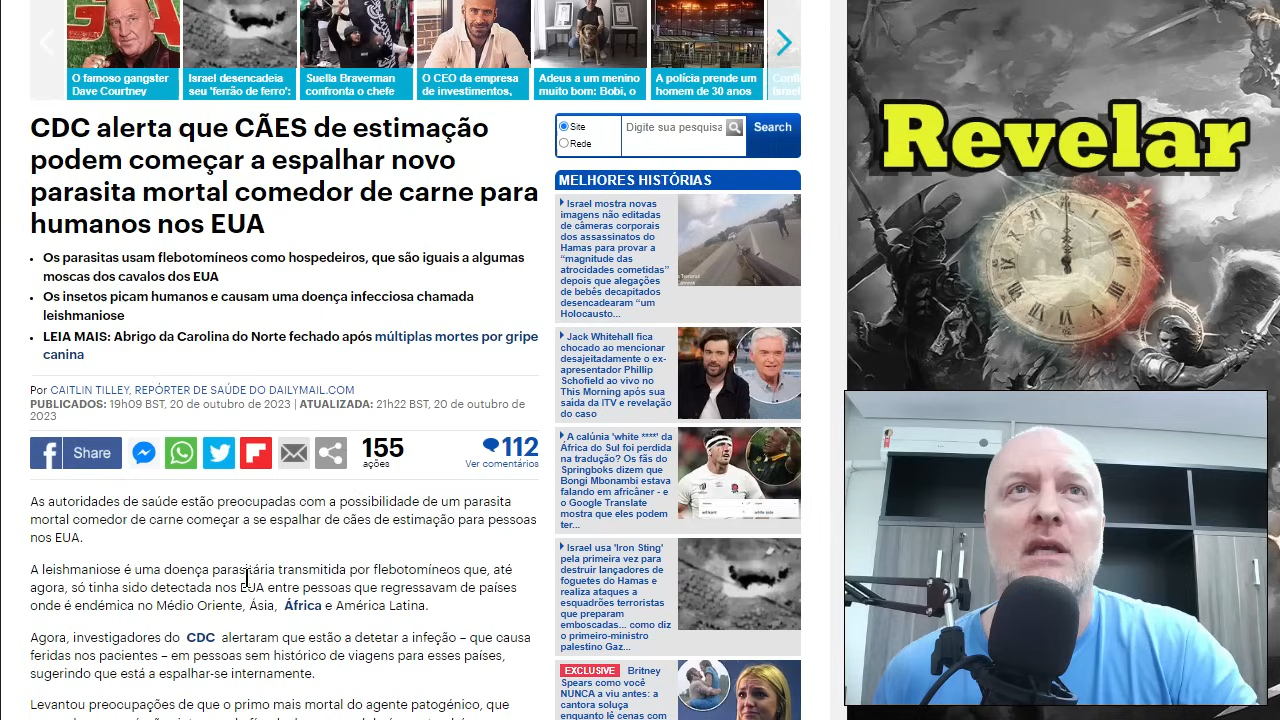 O famoso gangster
Dave Courtney
Israel desencadeia
seu 'ferrão de ferro':
Suella Braverman
confronta o chefe
O CEO da empresa
de investimentos,
Adeus a um menino
muito bom: Bobi, o
A polícia prende um
homem de 30 anos
CDC alerta que CÃES de estimação
podem começar a espalhar novo
parasita mortal comedor de carne para
humanos nos EUA
Os parasitas usam flebotomíneos como hospedeiros, que são iguais a algumas
moscas dos cavalos dos EUA
Os insetos picam humanos e causam uma doença infecciosa chamada
leishmaniose
LEIA MAIS: Abrigo da Carolina do Norte fechado após múltiplas mortes por gripe
canina
Por CAITLIN TILLEY, REPÓRTER DE SAÚDE DO DAILYMAIL.COM
PUBLICADOS: 19h09 BST, 20 de outubro de 2023 | ATUALIZADA: 21h22 BST, 20 de outubro de
2023
Share
155
ações
112
Ver comentários
As autoridades de saúde estão preocupadas com a possibilidade de um parasita
mortal comedor de carne começar a se espalhar de cães de estimação para pessoas
nos EUA.
A leishmaniose é uma doença parasitária transmitida por flebotomíneos que, até
agora, só tinha sido detectada nos EUA entre pessoas que regressavam de países
onde é endémica no Médio Oriente, Ásia, África e América Latina.
Agora, investigadores do CDC alertaram que estão a detetar a infeção – que causa
feridas nos pacientes – em pessoas sem histórico de viagens para esses países,
sugerindo que está a espalhar-se internamente.
Levantou preocupações de que o primo mais mortal do agente patogénico, que
Site
Rede
Digite sua pesquisa
Search
MELHORES HISTÓRIAS
Israel mostra novas
imagens não editadas
de câmeras corporais
dos assassinatos do
Hamas para provar a
“magnitude das
atrocidades cometidas”
depois que alegações
de bebês decapitados
desencadearam “um
Holocausto...
Jack Whitehall fica
chocado ao mencionar
desajeitadamente o ex-
apresentador Phillip
Schofield ao vivo no
This Morning após sua
saída da ITV e revelação
do caso
A calúnia 'white ****' da
África do Sul foi perdida
na tradução? Os fãs do
Springboks dizem que
Bongi Mbonambi estava
falando em africâner - e
o Google Translate
mostra que eles podem
ter...
Israel usa 'Iron Sting'
pela primeira vez para
destruir lançadores de
foguetes do Hamas e
realiza ataques a
esquadrões terroristas
que preparam
emboscadas... como diz
o primeiro-ministro
palestino Gaz...
EXCLUSIVE Britney
Spears como você
NUNCA a viu antes: a
cantora soluça
enquanto lê cenas com
Revelar